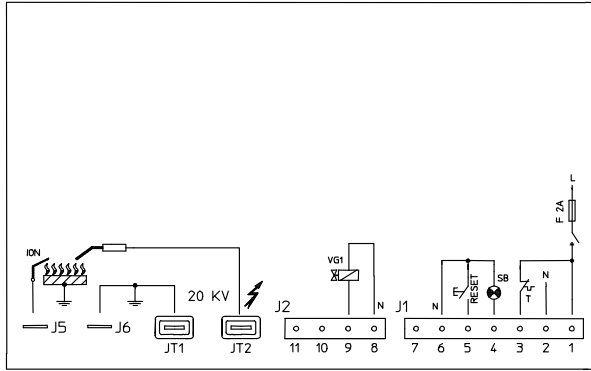 L
F 2A
ION
VG1
N
N
RESET
SB
T
N
20 KV
J5
J6
JT1
JT2
J2
J1
11 10 9 8
7 6 5 4 3 2 1